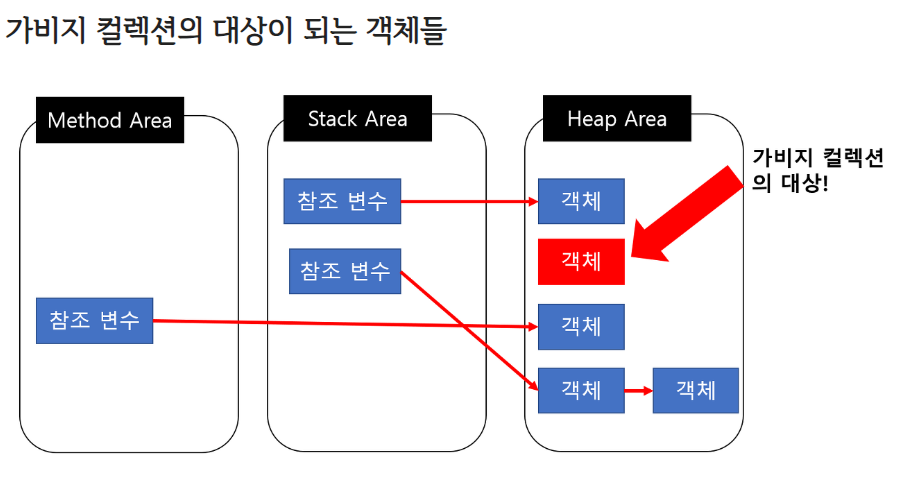 가비지 컬렉션의 대상이 되는 객체들
Method Area
Stack Area
Heap Area
가비지 컬렉션
의 대상!
참조 변수
객체
객체
참조 변수
참조 변수
객체
객체
객체